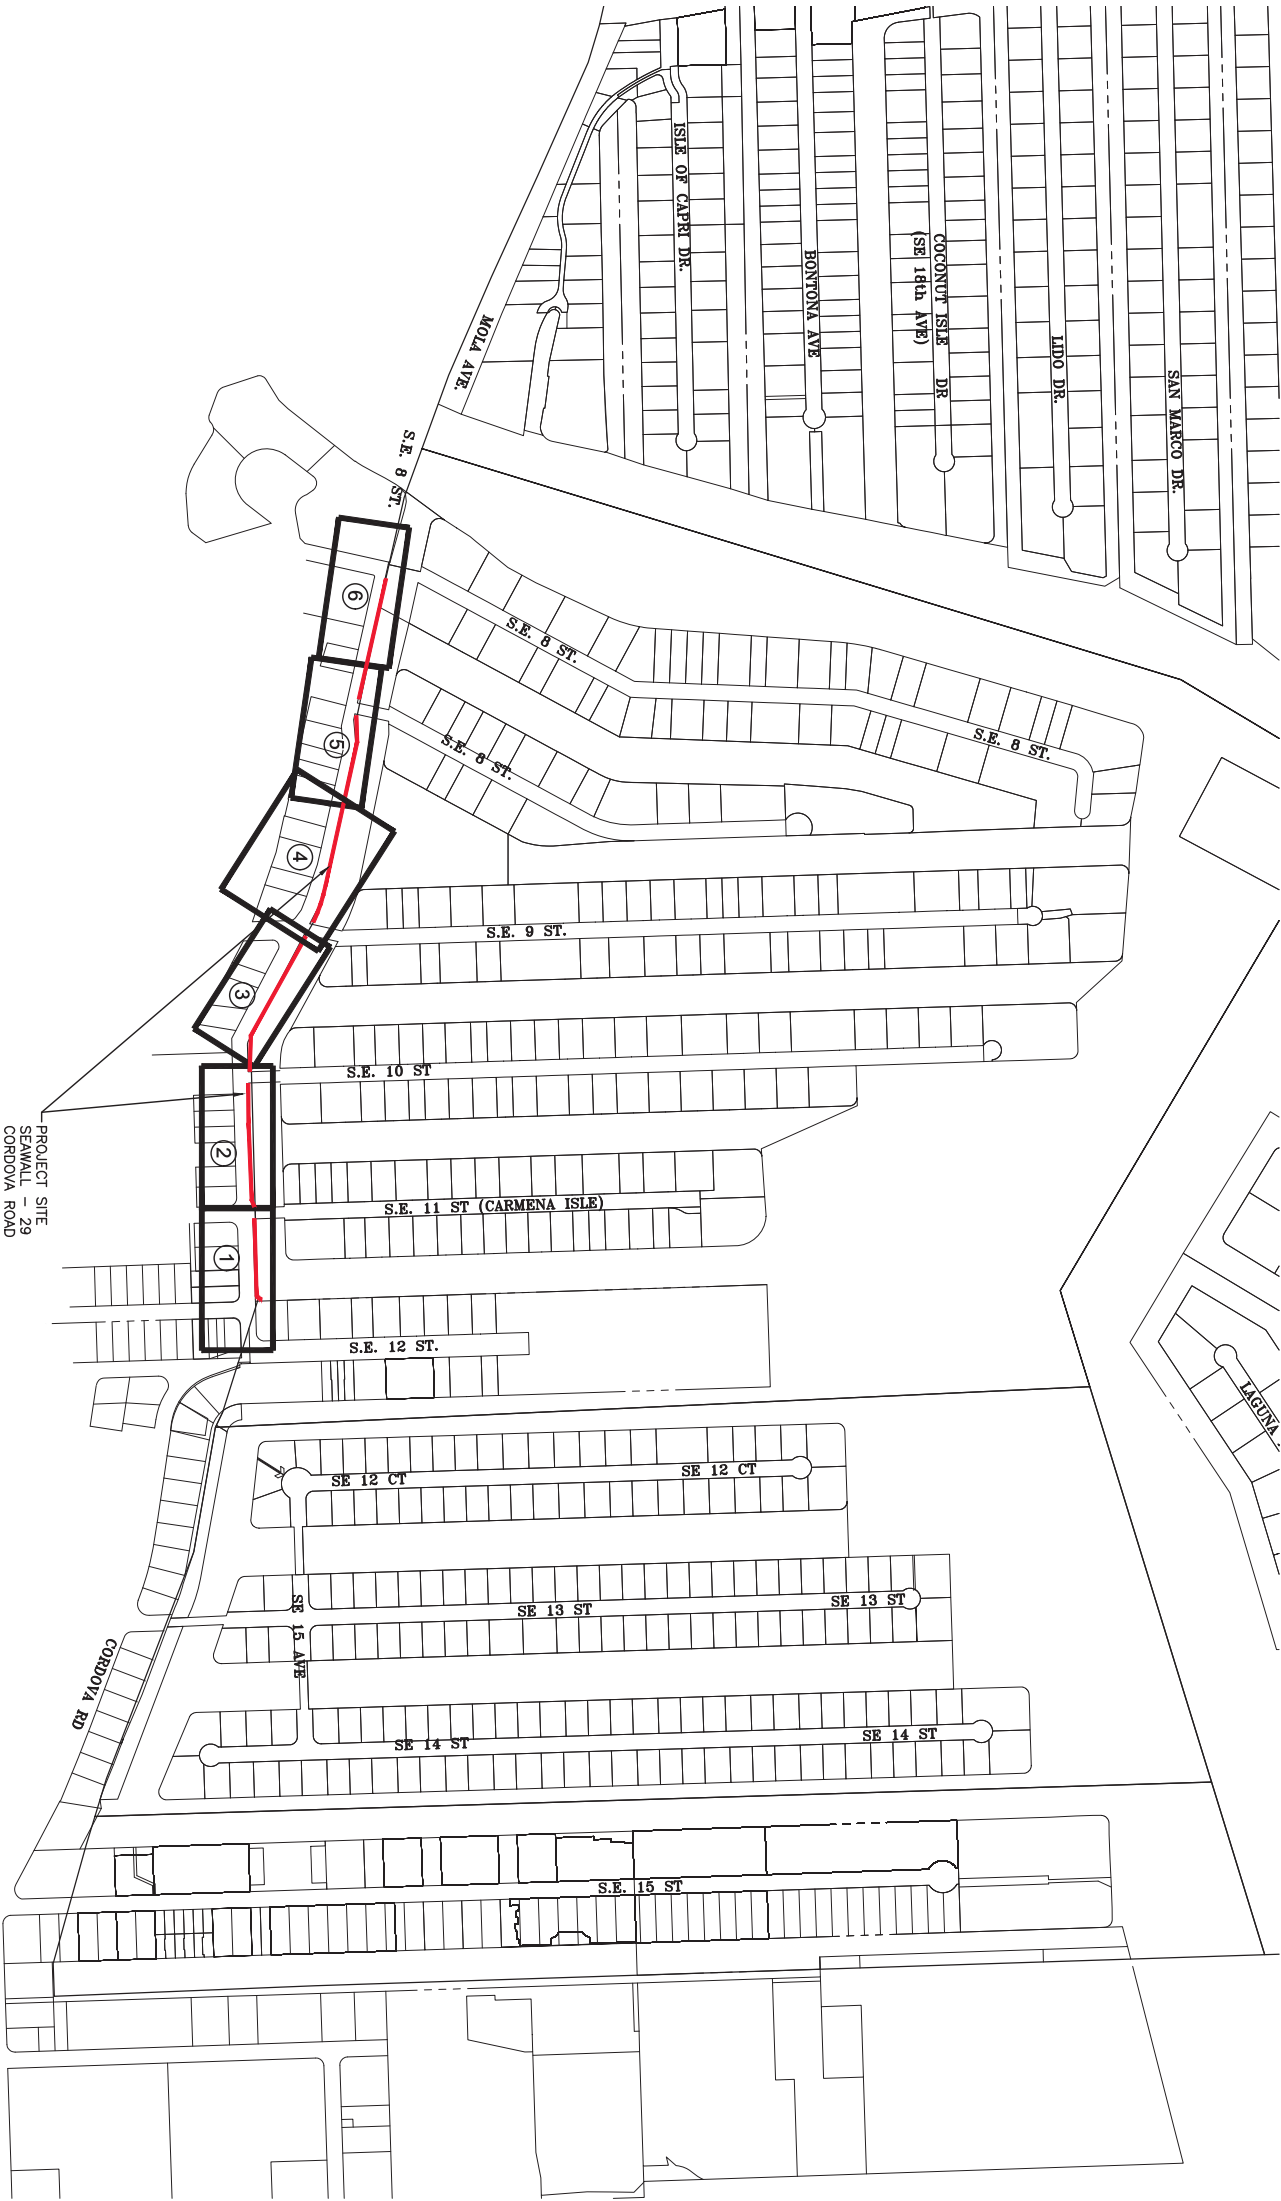 ISLE OF CAPRI DR.
BONTONA AVE
COCONUT ISLE DR
(SE 18th AVE)
LIDO DR.
SAN MARCO DR.
MOLA AVE.
S.E. 8 ST.
S.E. 8 ST.
S.E. 8 ST.
S.E. 8 ST.
6
5
4
3
2
1
S.E. 9 ST.
S.E. 10 ST
S.E. 11 ST (CARMENA ISLE)
S.E. 12 ST.
PROJECT SITE
SEAWALL - 29
CORDOVA ROAD
LAGUNA
SE 12 CT
SE 12 CT
SE 13 ST
SE 13 ST
SE 15 AVE
CORDOVA RD
SE 14 ST
SE 14 ST
S.E. 15 ST